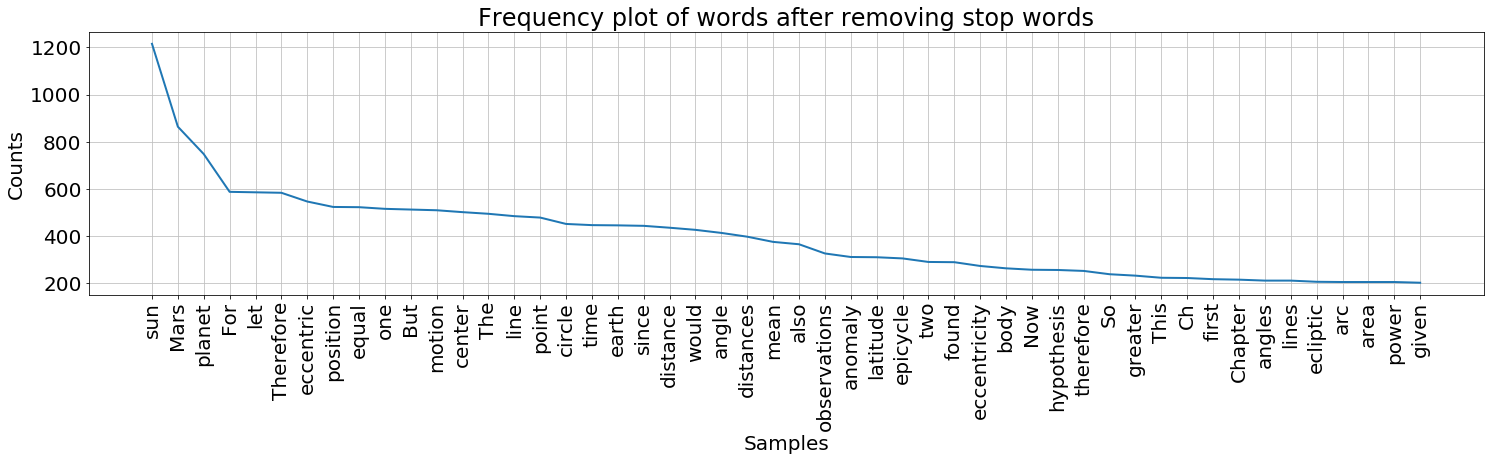 Frequency plot of words after removing stop words
Counts
1200
1000
800
600
400
200
sun
Mars
planet
For
let
Therefore
eccentric
position
equal
one
But
motion
center
The
line
point
circle
time
earth
since
distance
would
angle
distances
mean
also
observations
anomaly
latitude
epicycle
two
found
eccentricity
body
Now
hypothesis
therefore
So
greater
This
Ch
first
Chapter
angles
lines
ecliptic
arc
area
power
given
Samples